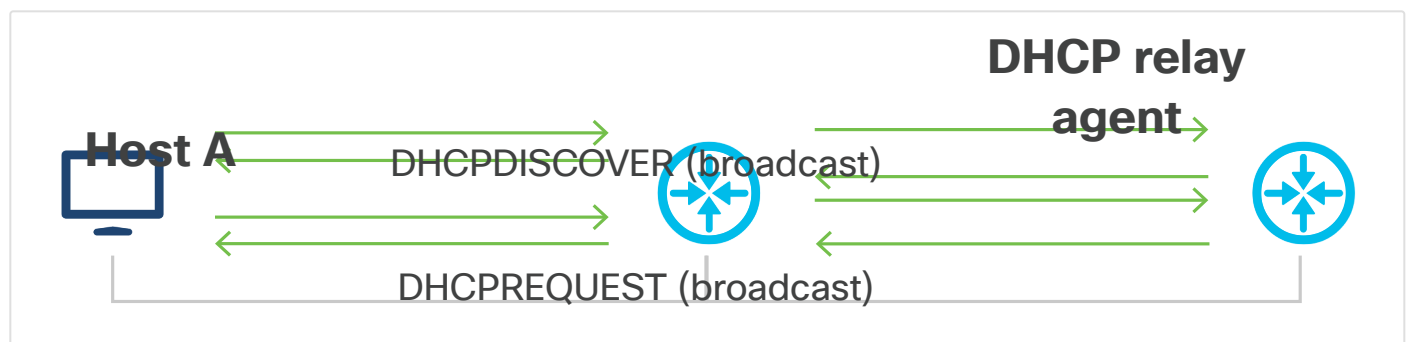 DHCP relay
agent
Host A
DHCPDISCOVER (broadcast)
DHCPREQUEST (broadcast)